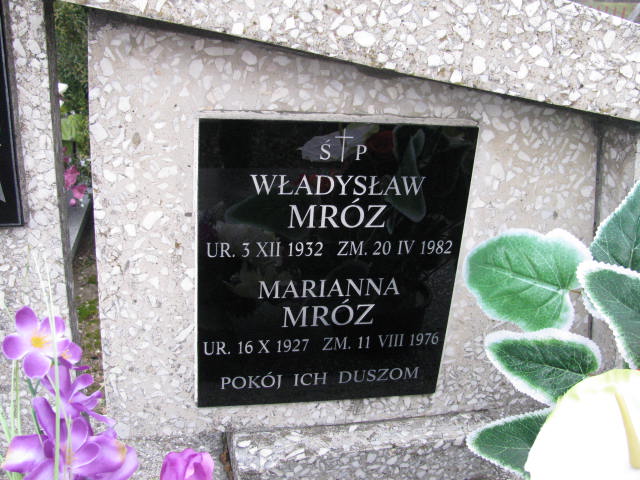 Ś P
WŁADYSŁAW
MRÓZ
UR. 3 XII 1932 ZM. 20 IV 1982
MARIANNA
MRÓZ
UR. 16 X 1927 ZM. 11 VIII 1976
POKÓJ ICH DUSZOM